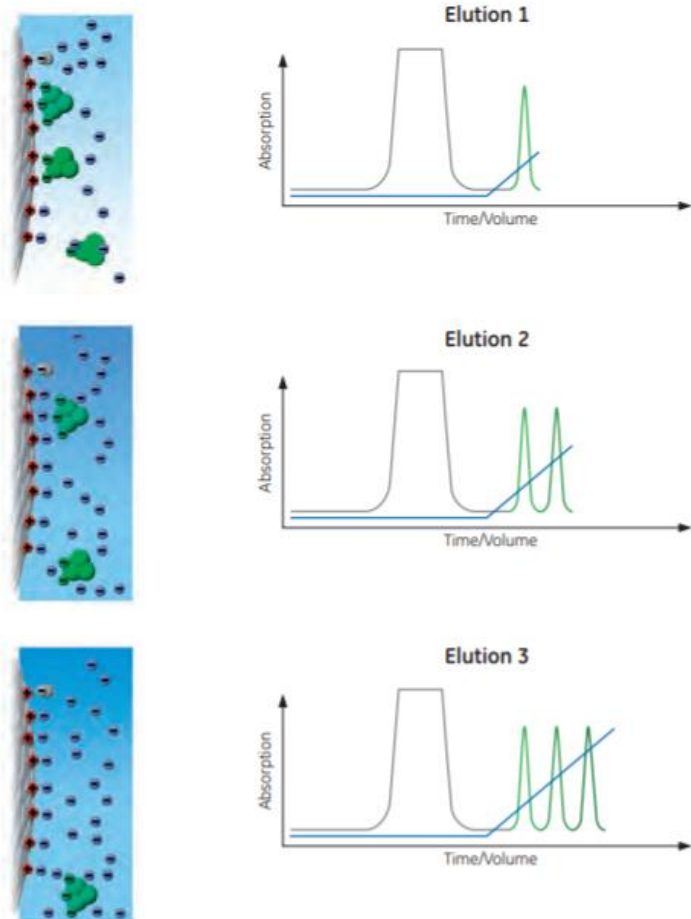 Elution 1
Absorption
Time/Volume
Elution 2
Absorption
Time/Volume
Elution 3
Absorption
Time/Volume